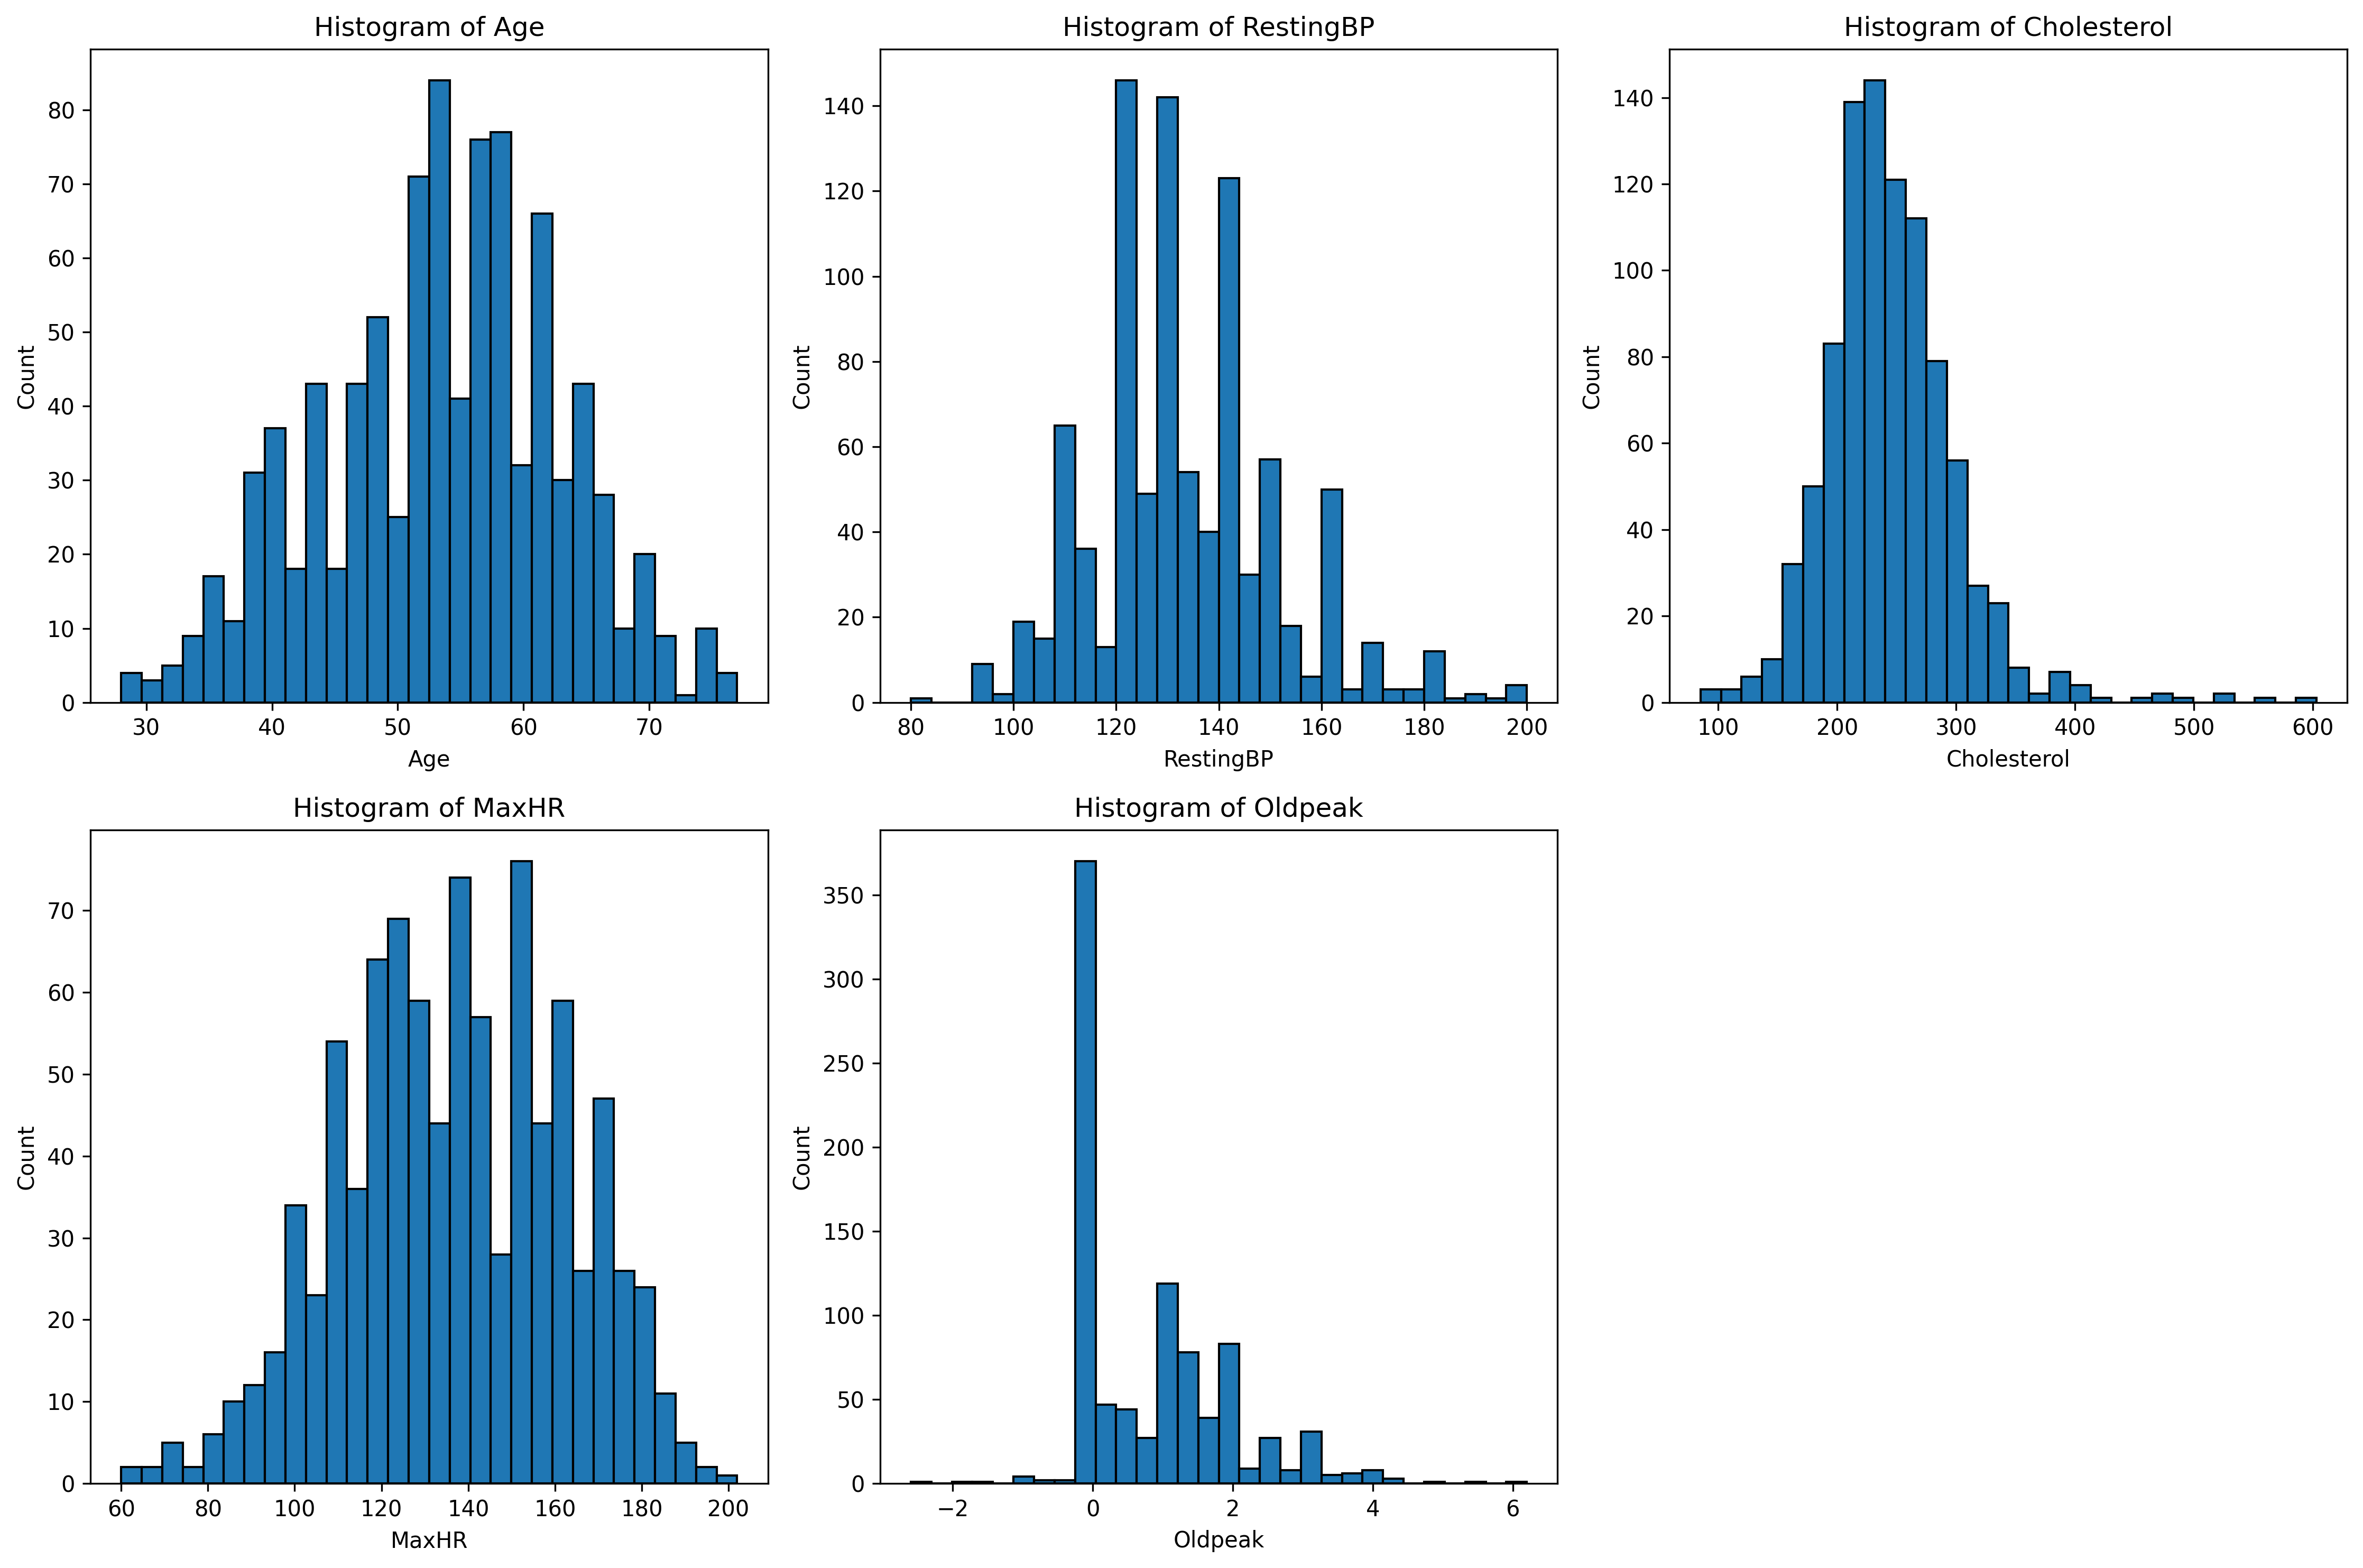 Histogram of Age
80
70
60
50
40
30
20
10
0
Count
30 40 50 60 70
Age
Histogram of RestingBP
140
120
100
80
60
40
20
0
Count
80 100 120 140 160 180 200
RestingBP
Histogram of Cholesterol
140
120
100
80
60
40
20
0
Count
100 200 300 400 500 600
Cholesterol
Histogram of MaxHR
70
60
50
40
30
20
10
0
Count
60 80 100 120 140 160 180 200
MaxHR
Histogram of Oldpeak
350
300
250
200
150
100
50
0
Count
−2 0 2 4 6
Oldpeak